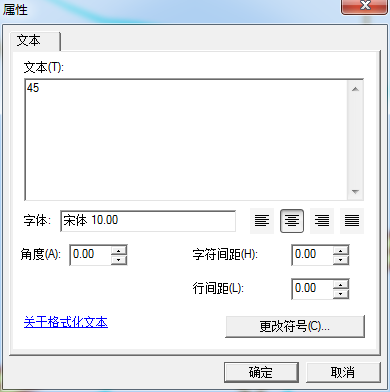 属性
文本
文本(T):
45
字体: 宋体 10.00
角度(A): 0.00 字符间距(H): 0.00
行间距(L): 0.00
关于格式化文本 更改符号(C)...
确定 取消